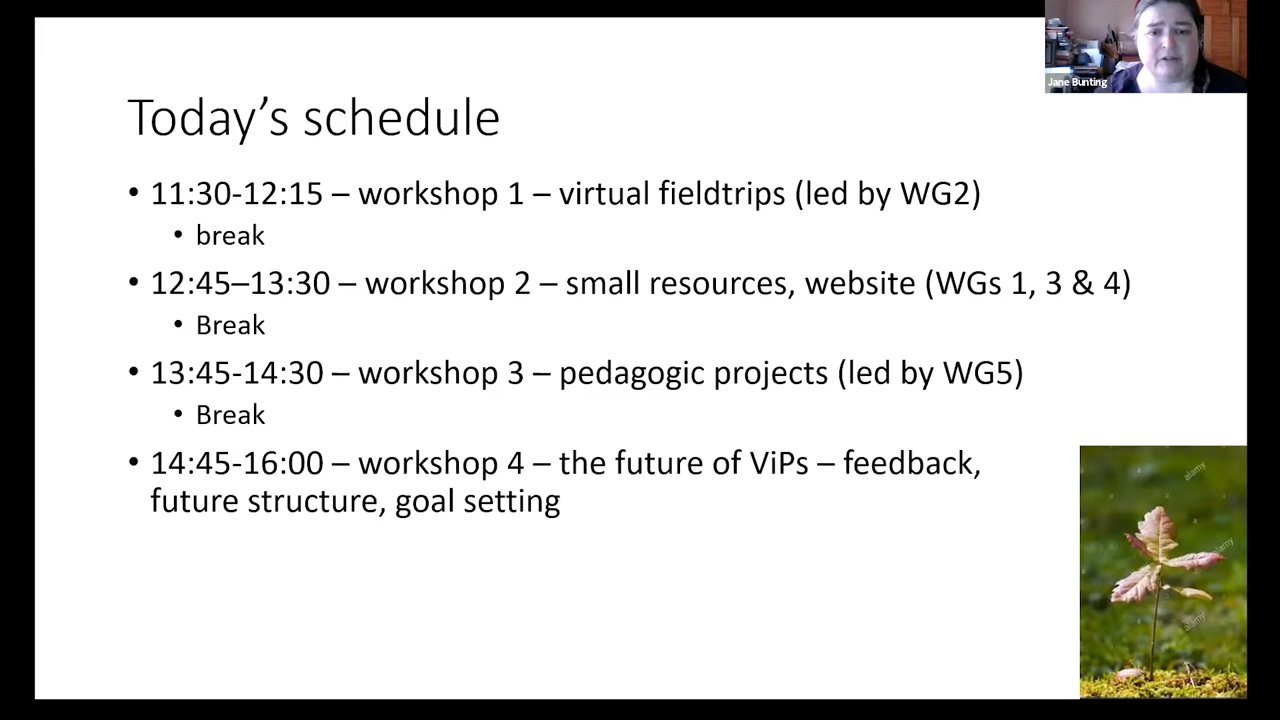 Jane Bunting
Today’s schedule
• 11:30-12:15 – workshop 1 – virtual fieldtrips (led by WG2)
• break
• 12:45–13:30 – workshop 2 – small resources, website (WGs 1, 3 & 4)
• Break
• 13:45-14:30 – workshop 3 – pedagogic projects (led by WG5)
• Break
• 14:45-16:00 – workshop 4 – the future of ViPs – feedback,
future structure, goal setting
alamy
alamy
alamy